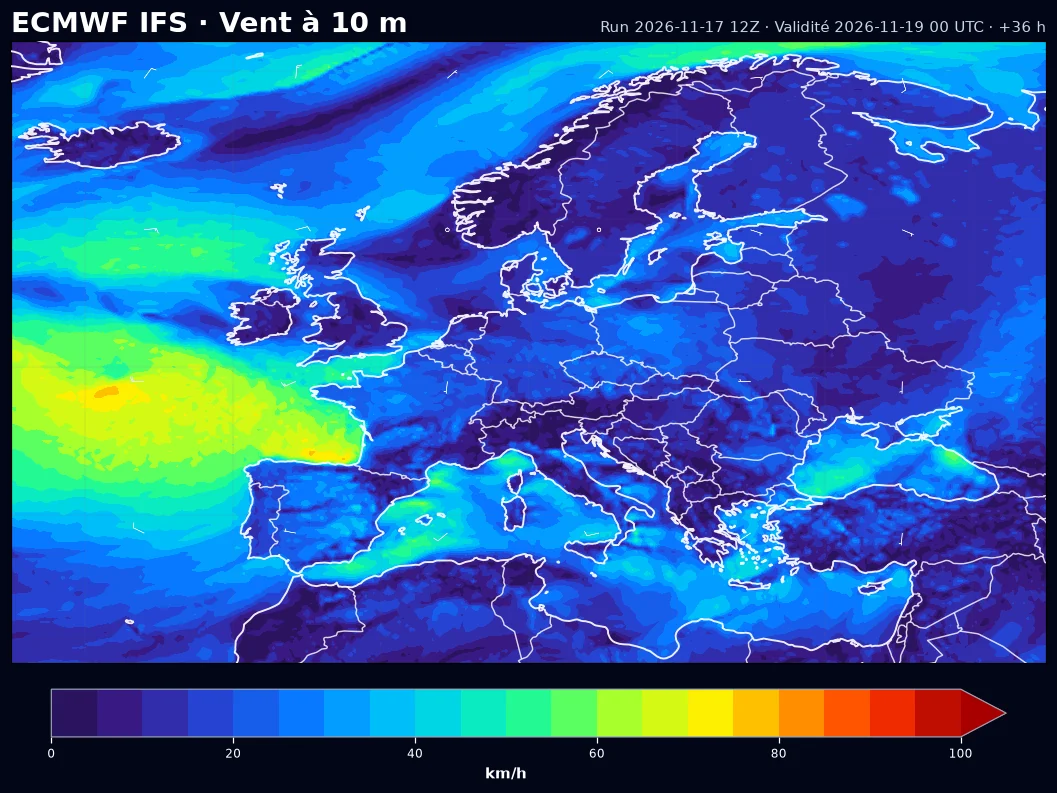 ECMWF IFS · Vent à 10 m
Run 2026-11-17 12Z · Validité 2026-11-19 00 UTC · +36 h
0 20 40 60 80 100
km/h